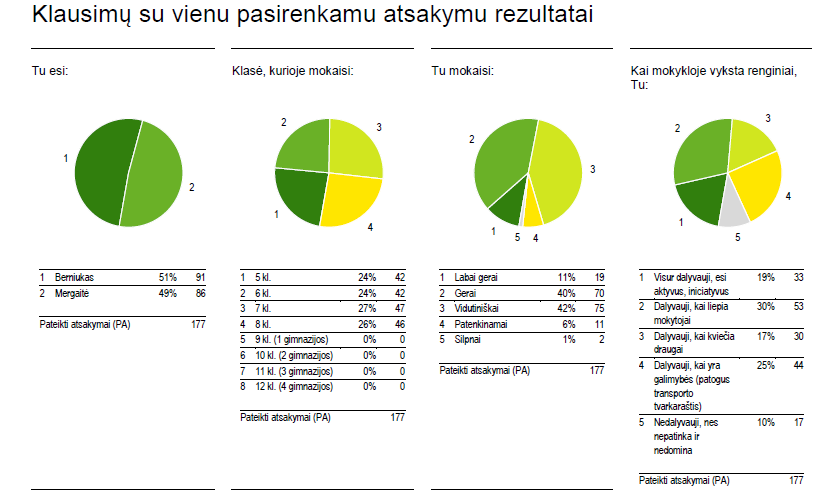 Klausimų su vienu pasirenkamu atsakymu rezultatai
Tu esi:
1
2
1 Berniukas 51% 91
2 Mergaitė 49% 86
Pateikti atsakymai (PA) 177
Klasė, kurioje mokaisi:
2
3
1
4
1 5 kl. 24% 42
2 6 kl. 24% 42
3 7 kl. 27% 47
4 8 kl. 26% 46
5 9 kl. (1 gimnazijos) 0% 0
6 10 kl. (2 gimnazijos) 0% 0
7 11 kl. (3 gimnazijos) 0% 0
8 12 kl. (4 gimnazijos) 0% 0
Pateikti atsakymai (PA) 177
Tu mokaisi:
2
3
1
5
4
1 Labai gerai 11% 19
2 Gerai 40% 70
3 Vidutiniškai 42% 75
4 Patenkinamai 6% 11
5 Silpnai 1% 2
Pateikti atsakymai (PA) 177
Kai mokykloje vyksta renginiai,
Tu:
2
3
4
1
5
1 Visur dalyvauji, esi 19% 33
aktyvus, iniciatyvus
2 Dalyvauji, kai liepia 30% 53
mokytojai
3 Dalyvauji, kai kviečia 17% 30
draugai
4 Dalyvauji, kai yra 25% 44
galimybės (patogus
transporto
tvarkaraštis)
5 Nedalyvauji, nes 10% 17
nepatinka ir
nedomina
Pateikti atsakymai (PA) 177